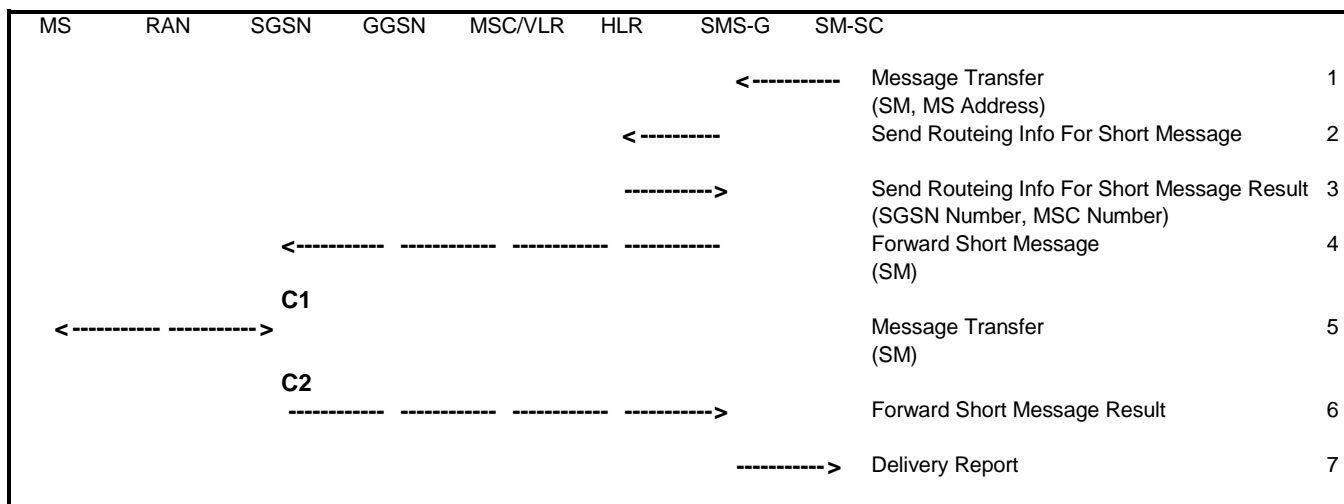 MS RAN SGSN GGSN MSC/VLR HLR SMS-G SM-SC
Message Transfer 1
(SM, MS Address)
Send Routeing Info For Short Message 2
Send Routeing Info For Short Message Result 3
(SGSN Number, MSC Number)
Forward Short Message 4
(SM)
C1
Message Transfer 5
(SM)
C2
Forward Short Message Result 6
Delivery Report 7